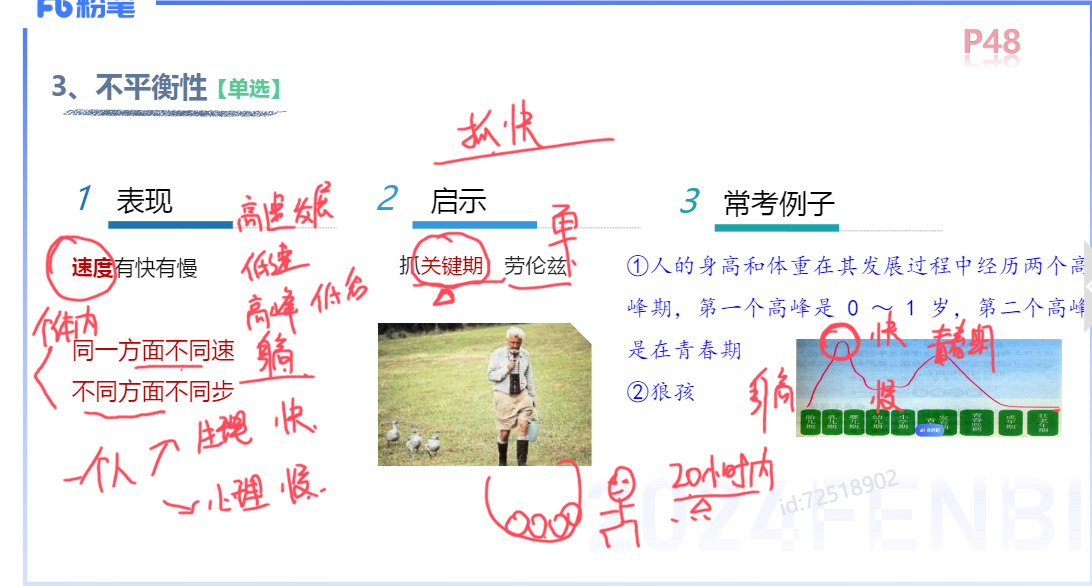 粉笔
P48
3、不平衡性【单选】
抓快
1 表现
2 启示
3 常考例子
高速发展
低速
高峰 低谷
身高
速度有快有慢
个体内
同一方面不同速
不同方面不同步
一个人
生理 快
心理 慢
抓关键期 劳伦兹
20小时内
①人的身高和体重在其发展过程中经历两个高
峰期，第一个高峰是 0 ～ 1 岁，第二个高峰
是在青春期
②狼孩
快
青春期
慢
身高
id:72518902
2024FENBI